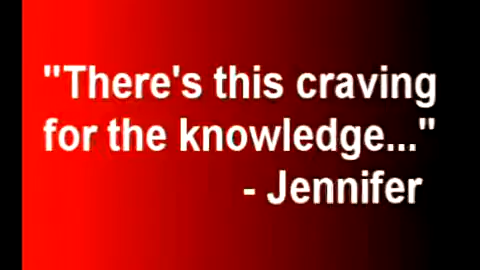 "There's this craving
for the knowledge..."
- Jennifer